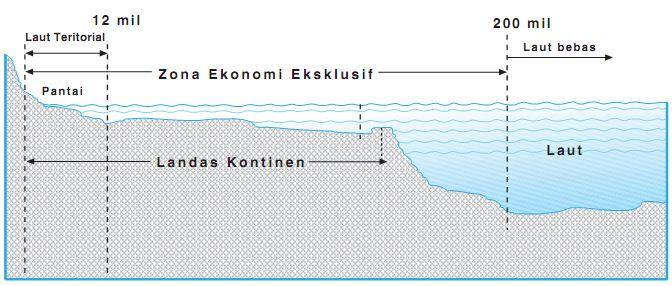 12 mil
200 mil
Laut Teritorial
Laut bebas
Zona Ekonomi Eksklusif
Pantai
Landas Kontinen
Laut